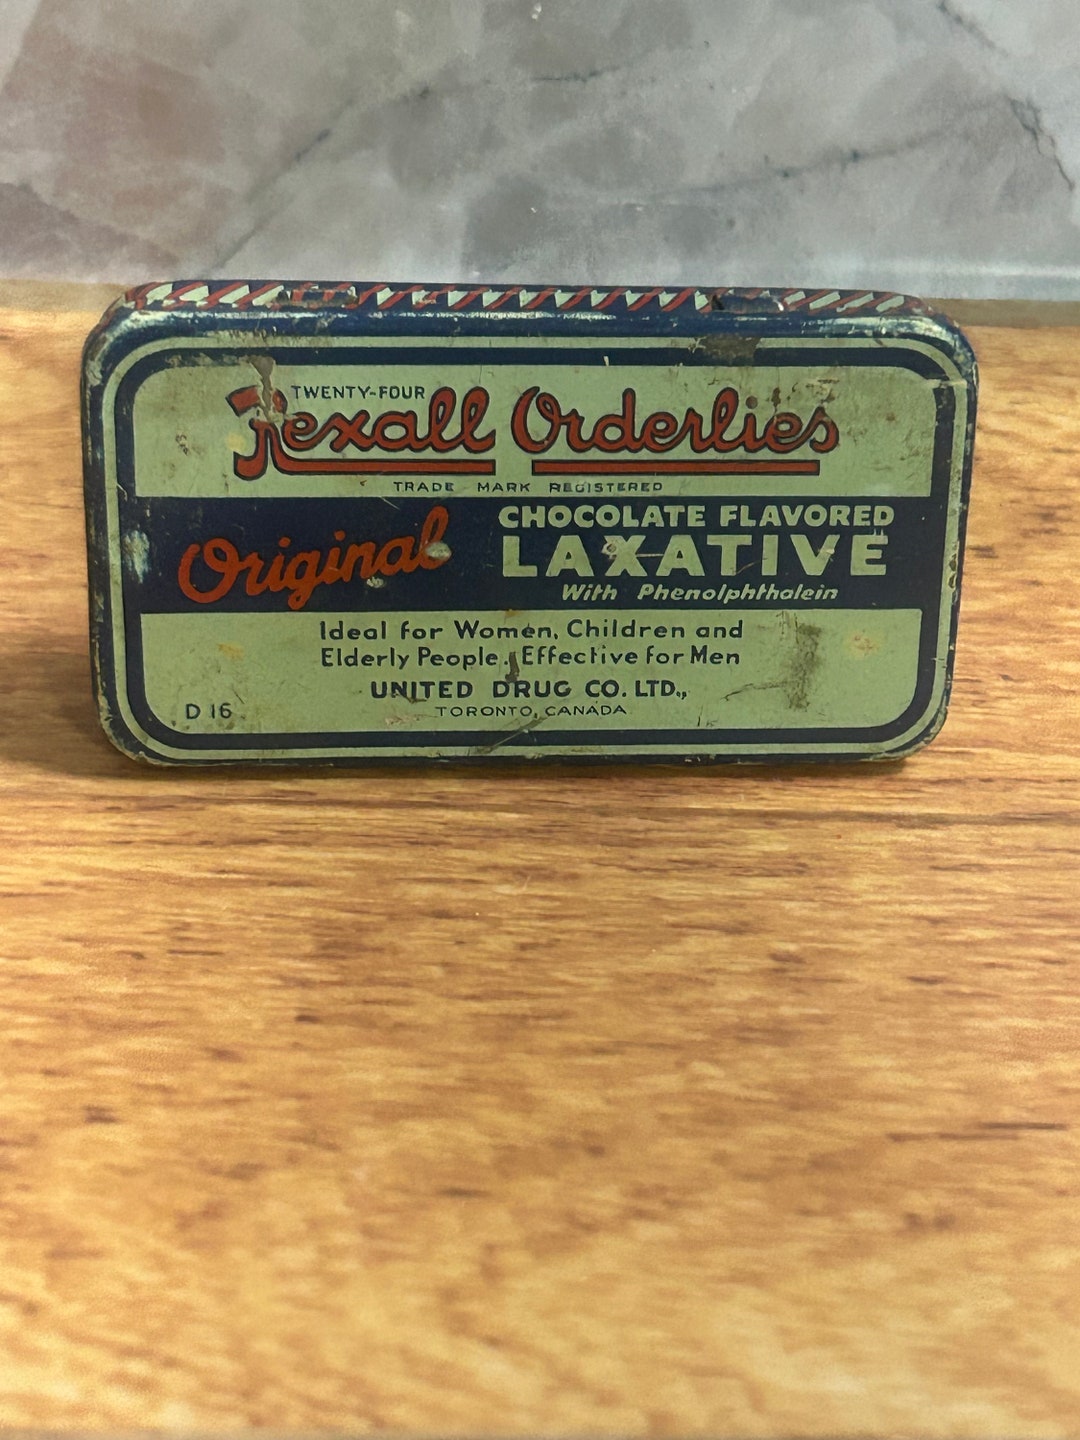 TWENTY-FOUR
Rexall Orderlies
TRADE MARK REGISTERED
Original
CHOCOLATE FLAVORED
LAXATIVE
With Phenolphthalein
Ideal for Women, Children and
Elderly People. Effective for Men
UNITED DRUG CO. LTD.,
D 16
TORONTO, CANADA